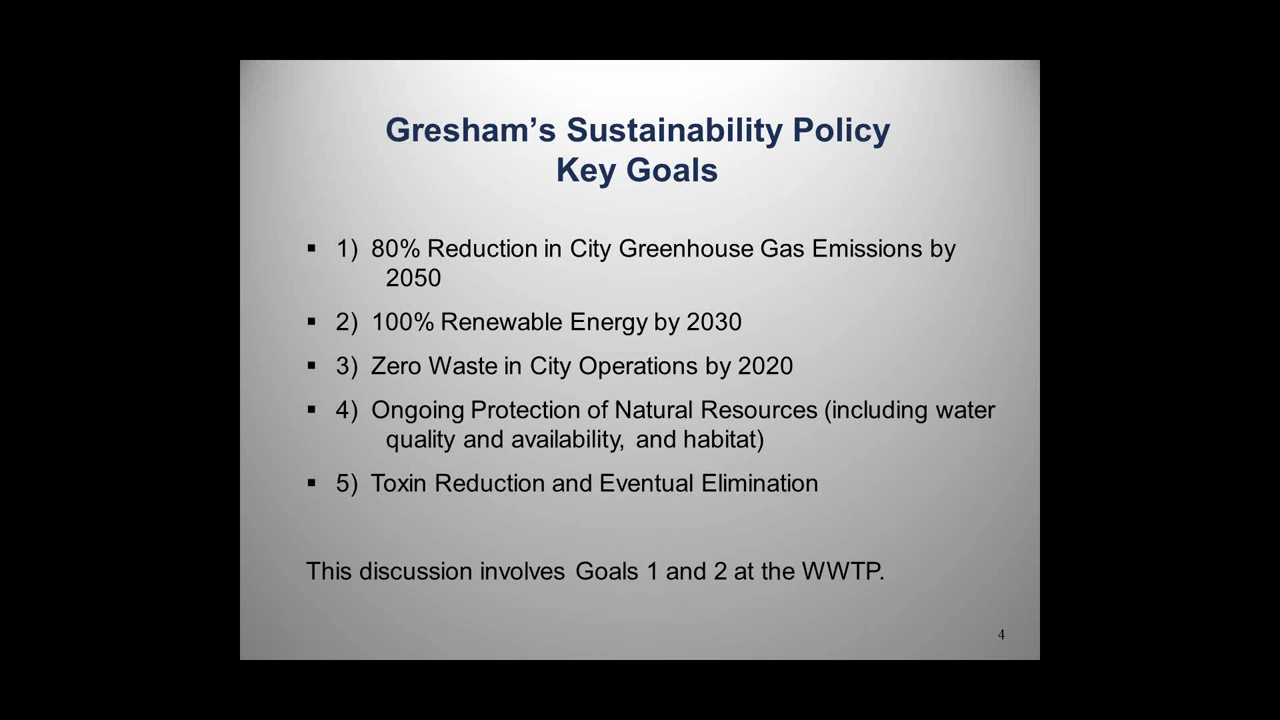 Gresham’s Sustainability Policy
Key Goals
▪ 1) 80% Reduction in City Greenhouse Gas Emissions by
2050
▪ 2) 100% Renewable Energy by 2030
▪ 3) Zero Waste in City Operations by 2020
▪ 4) Ongoing Protection of Natural Resources (including water
quality and availability, and habitat)
▪ 5) Toxin Reduction and Eventual Elimination
This discussion involves Goals 1 and 2 at the WWTP.
4